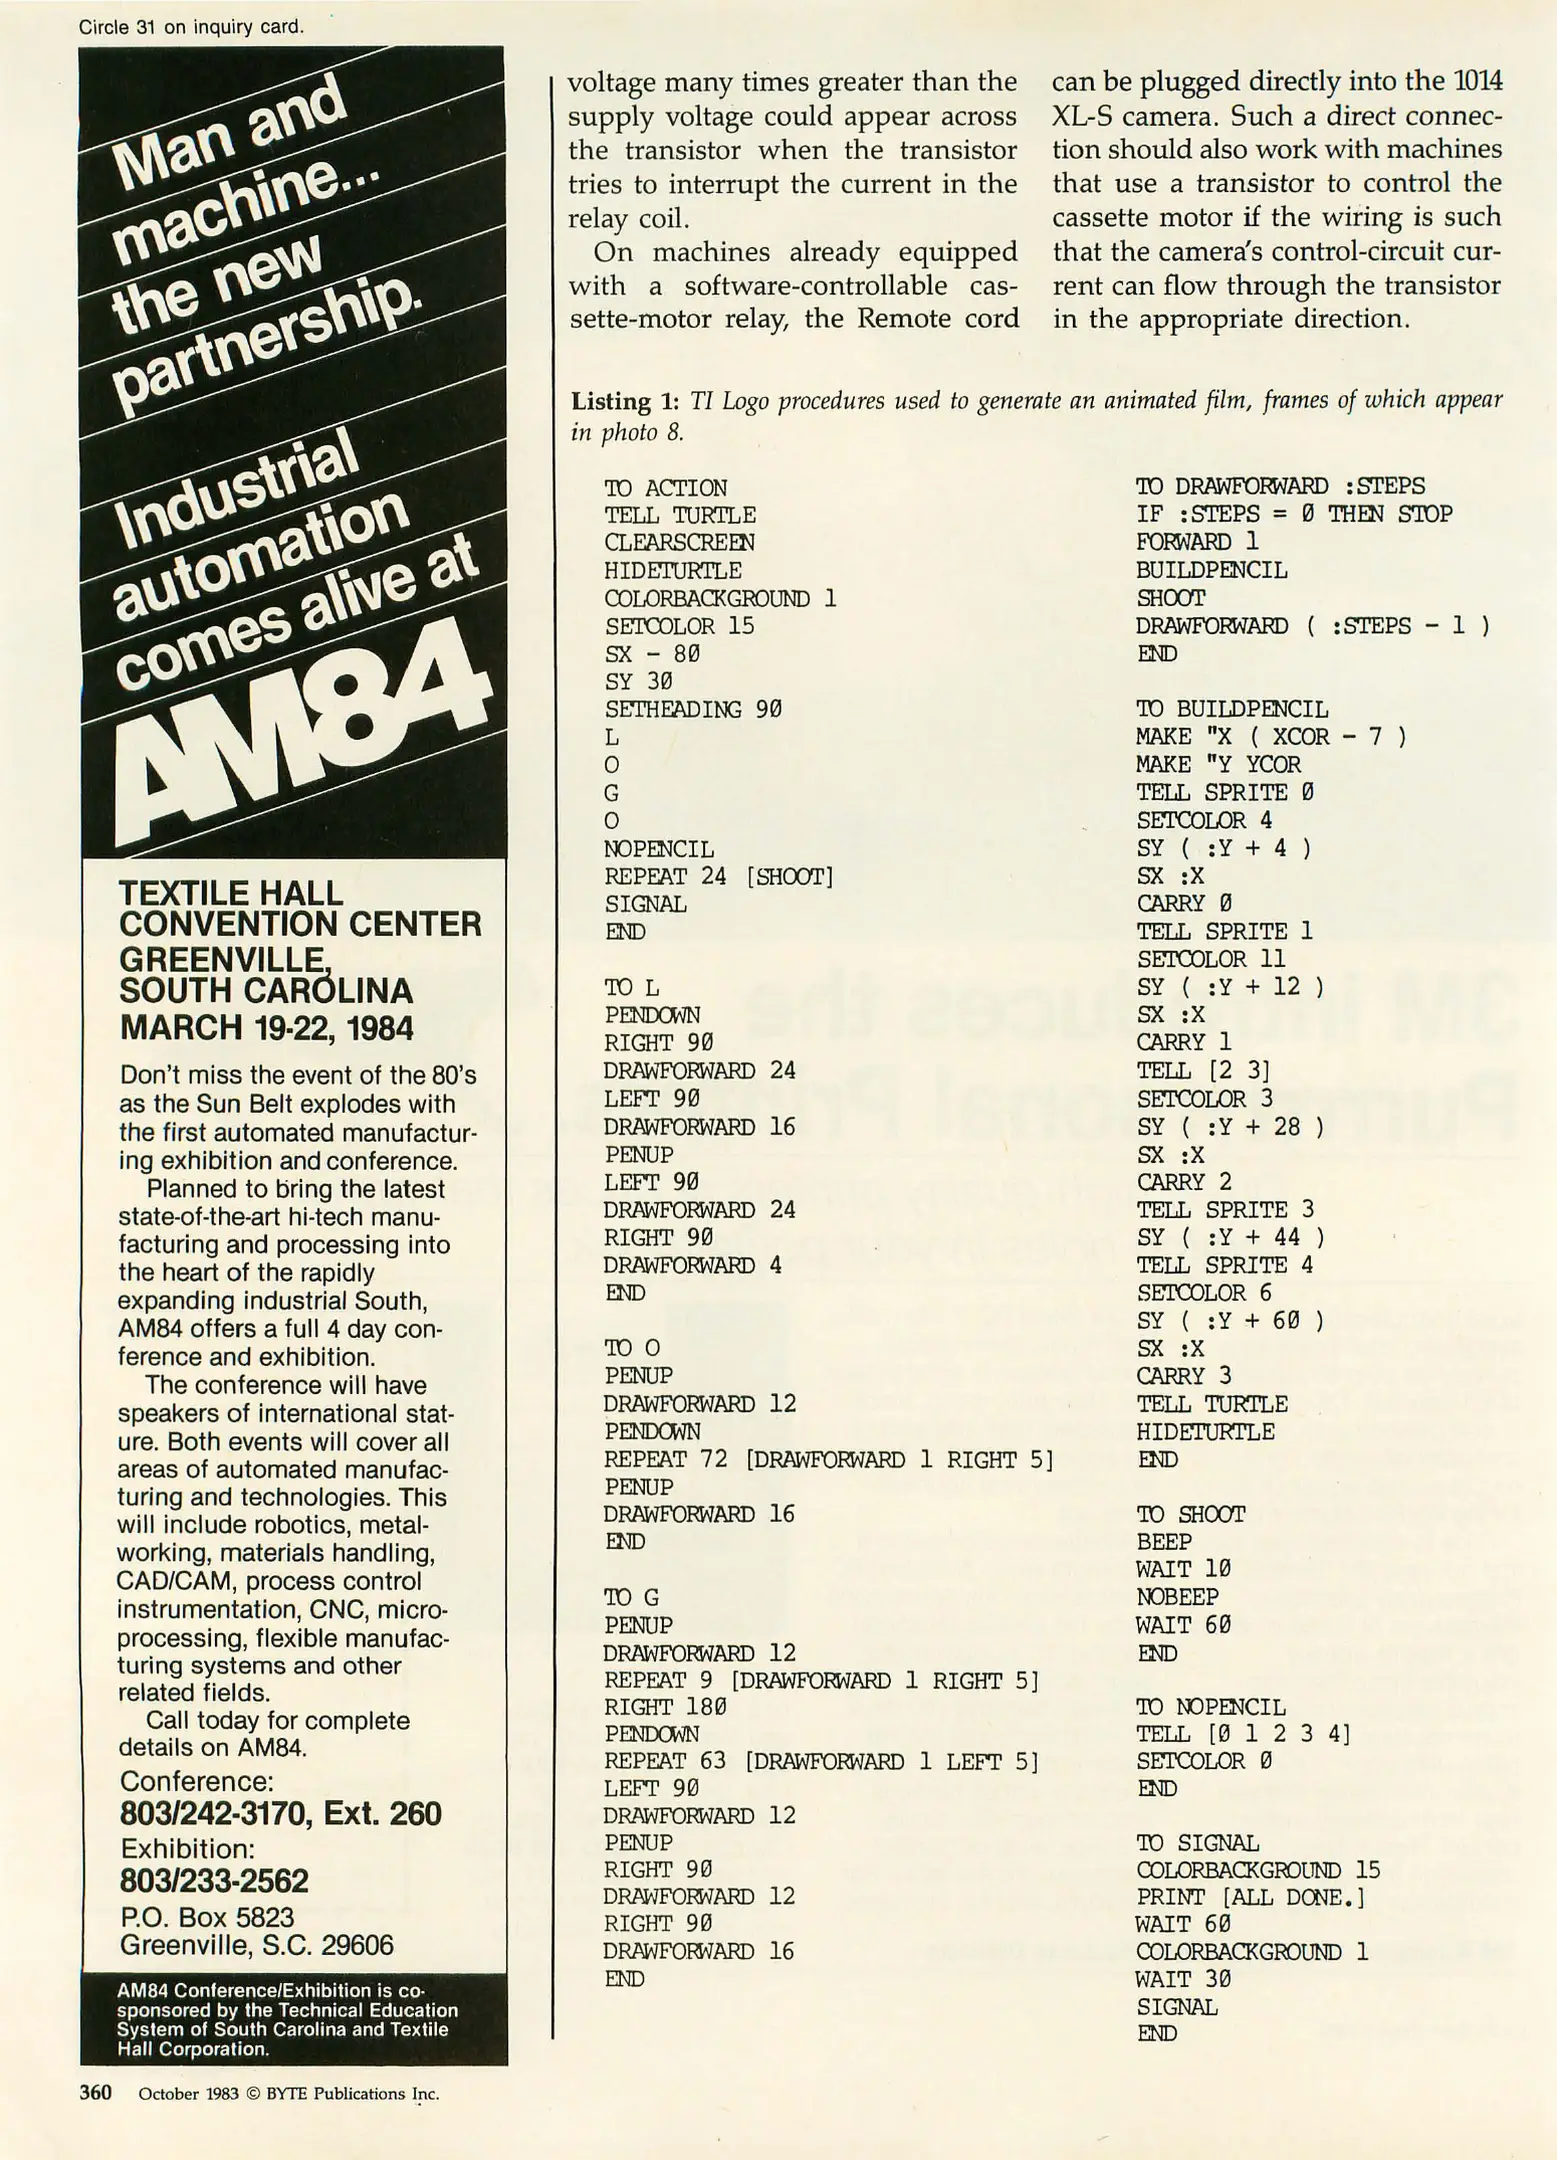 Circle 31 on inquiry card.
Man and
machine...
the new
partnership.
Industrial
automation
comes alive at
AM84
TEXTILE HALL
CONVENTION CENTER
GREENVILLE,
SOUTH CAROLINA
MARCH 19-22, 1984
Don't miss the event of the 80's
as the Sun Belt explodes with
the first automated manufactur-
ing exhibition and conference.
Planned to bring the latest
state-of-the-art hi-tech manu-
facturing and processing into
the heart of the rapidly
expanding industrial South,
AM84 offers a full 4 day con-
ference and exhibition.
The conference will have
speakers of international stat-
ure. Both events will cover all
areas of automated manufac-
turing and technologies. This
will include robotics, metal-
working, materials handling,
CAD/CAM, process control
instrumentation, CNC, micro-
processing, flexible manufac-
turing systems and other
related fields.
Call today for complete
details on AM84.
Conference:
803/242-3170, Ext. 260
Exhibition:
803/233-2562
P.O. Box 5823
Greenville, S.C. 29606
AM84 Conference/Exhibition is co-
sponsored by the Technical Education
System of South Carolina and Textile
Hall Corporation.
voltage many times greater than the
supply voltage could appear across
the transistor when the transistor
tries to interrupt the current in the
relay coil.
On machines already equipped
with a software-controllable cas-
sette-motor relay, the Remote cord
can be plugged directly into the 1014
XL-S camera. Such a direct connec-
tion should also work with machines
that use a transistor to control the
cassette motor if the wiring is such
that the camera's control-circuit cur-
rent can flow through the transistor
in the appropriate direction.
Listing 1: TI Logo procedures used to generate an animated film, frames of which appear
in photo 8.
TO ACTION
TELL TURTLE
CLEARSCREEN
HIDETURTLE
COLORBACKGROUND 1
SETCOLOR 15
SX - 80
SY 30
SETHEADING 90
L
O
G
O
NOPENCIL
REPEAT 24 [SHOOT]
SIGNAL
END
TO L
PENDOWN
RIGHT 90
DRAWFORWARD 24
LEFT 90
DRAWFORWARD 16
PENUP
LEFT 90
DRAWFORWARD 24
RIGHT 90
DRAWFORWARD 4
END
TO O
PENUP
DRAWFORWARD 12
PENDOWN
REPEAT 72 [DRAWFORWARD 1 RIGHT 5]
PENUP
DRAWFORWARD 16
END
TO G
PENUP
DRAWFORWARD 12
REPEAT 9 [DRAWFORWARD 1 RIGHT 5]
RIGHT 180
PENDOWN
REPEAT 63 [DRAWFORWARD 1 LEFT 5]
LEFT 90
DRAWFORWARD 12
PENUP
RIGHT 90
DRAWFORWARD 12
RIGHT 90
DRAWFORWARD 16
END
TO DRAWFORWARD :STEPS
IF :STEPS = 0 THEN STOP
FORWARD 1
BUILDPENCIL
SHOOT
DRAWFORWARD ( :STEPS - 1 )
END
TO BUILDPENCIL
MAKE "X ( XCOR - 7 )
MAKE "Y YCOR
TELL SPRITE 0
SETCOLOR 4
SY ( :Y + 4 )
SX :X
CARRY 0
TELL SPRITE 1
SETCOLOR 11
SY ( :Y + 12 )
SX :X
CARRY 1
TELL [2 3]
SETCOLOR 3
SY ( :Y + 28 )
SX :X
CARRY 2
TELL SPRITE 3
SY ( :Y + 44 )
TELL SPRITE 4
SETCOLOR 6
SY ( :Y + 60 )
SX :X
CARRY 3
TELL TURTLE
HIDETURTLE
END
TO SHOOT
BEEP
WAIT 10
NOBEEP
WAIT 60
END
TO NOPENCIL
TELL [0 1 2 3 4]
SETCOLOR 0
END
TO SIGNAL
COLORBACKGROUND 15
PRINT [ALL DONE.]
WAIT 60
COLORBACKGROUND 1
WAIT 30
SIGNAL
END
360 October 1983 © BYTE Publications Inc.